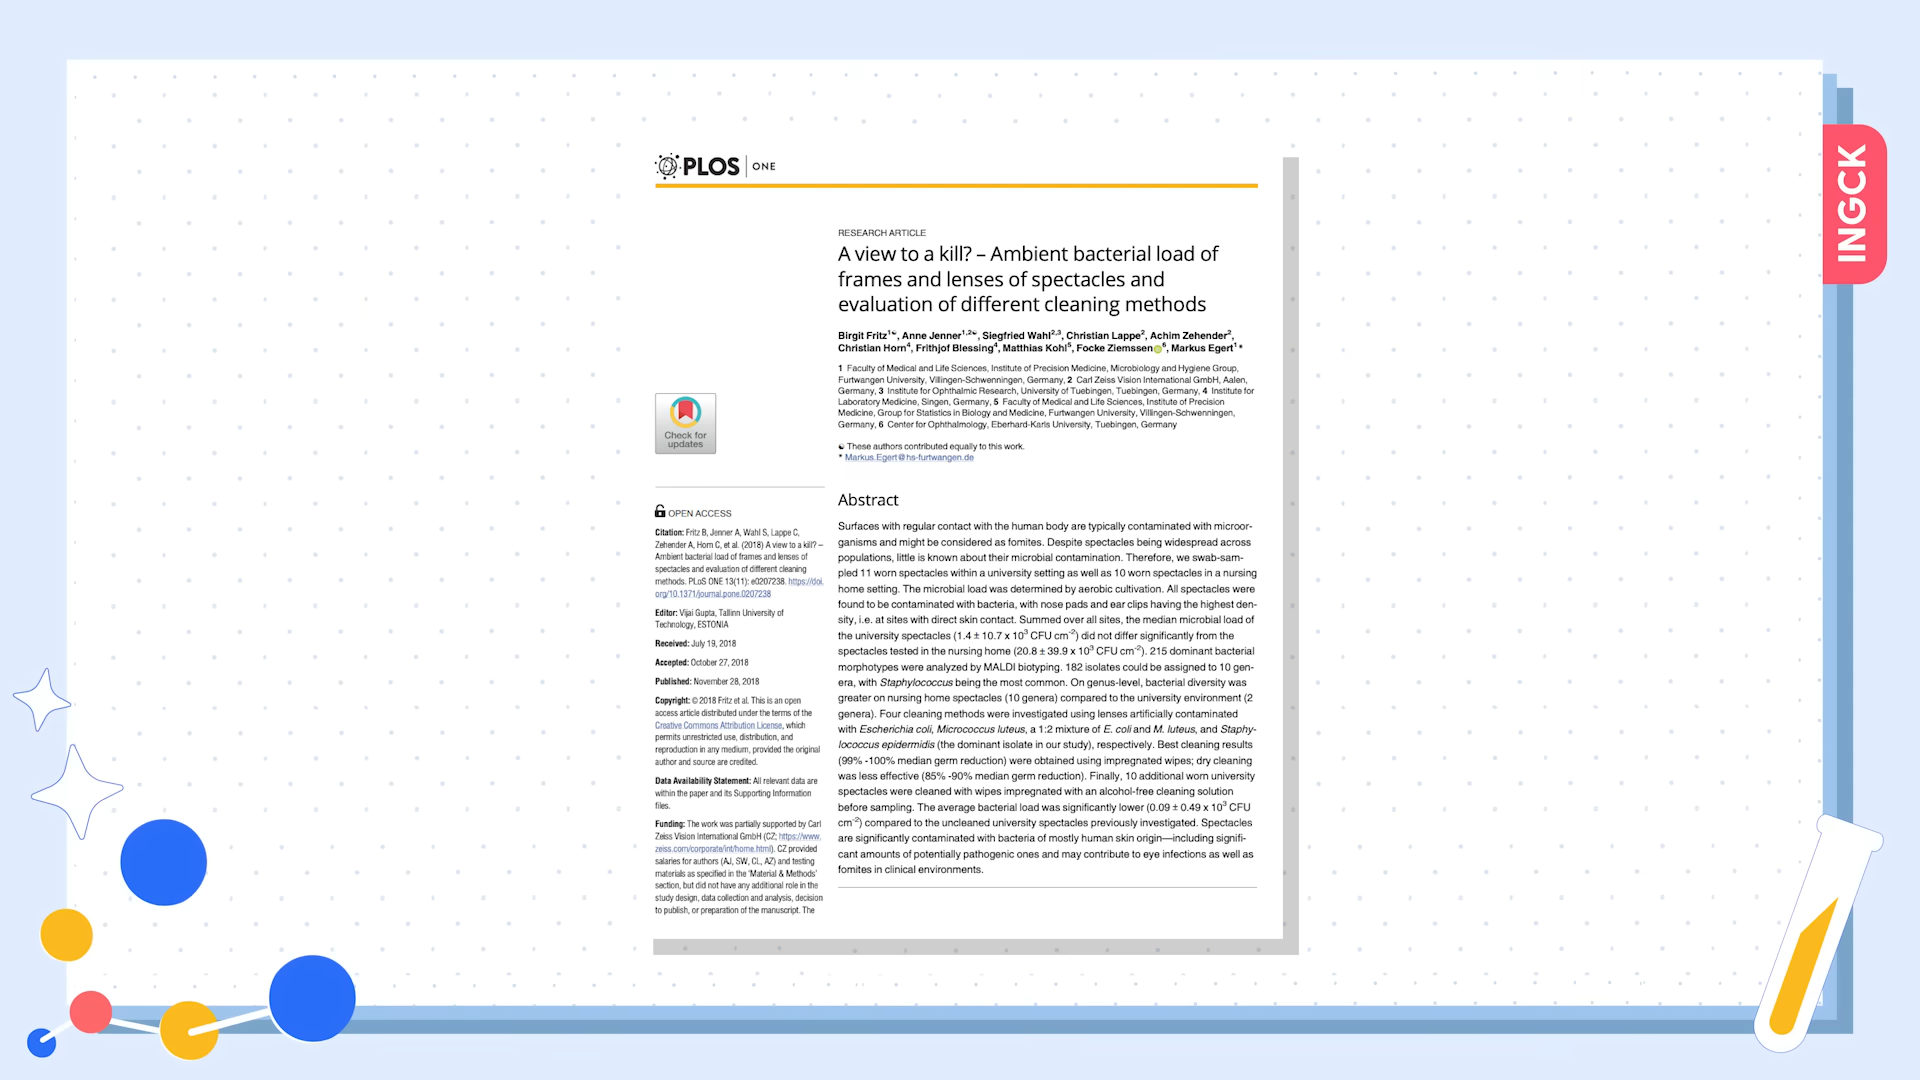 PLOS ONE
RESEARCH ARTICLE
A view to a kill? – Ambient bacterial load of
frames and lenses of spectacles and
evaluation of different cleaning methods
Birgit Fritz1☯, Anne Jenner1,2☯, Siegfried Wahl2,3, Christian Lappe2, Achim Zehender2,
Christian Horn4, Frithjof Blessing4, Matthias Kohl5, Focke Ziemssen6, Markus Egert1*
1 Faculty of Medical and Life Sciences, Institute of Precision Medicine, Microbiology and Hygiene Group,
Furtwangen University, Villingen-Schwenningen, Germany, 2 Carl Zeiss Vision International GmbH, Aalen,
Germany, 3 Institute for Ophthalmic Research, University of Tuebingen, Tuebingen, Germany, 4 Institute for
Laboratory Medicine, Singen, Germany, 5 Faculty of Medical and Life Sciences, Institute of Precision
Medicine, Group for Statistics in Biology and Medicine, Furtwangen University, Villingen-Schwenningen,
Germany, 6 Center for Ophthalmology, Eberhard-Karls University, Tuebingen, Germany
☯ These authors contributed equally to this work.
* Markus.Egert@hs-furtwangen.de
Abstract
Surfaces with regular contact with the human body are typically contaminated with microor-
ganisms and might be considered as fomites. Despite spectacles being widespread across
populations, little is known about their microbial contamination. Therefore, we swab-sam-
pled 11 worn spectacles within a university setting as well as 10 worn spectacles in a nursing
home setting. The microbial load was determined by aerobic cultivation. All spectacles were
found to be contaminated with bacteria, with nose pads and ear clips having the highest den-
sity, i.e. at sites with direct skin contact. Summed over all sites, the median microbial load of
the university spectacles (1.4 ± 10.7 x 10³ CFU cm⁻²) did not differ significantly from the
spectacles tested in the nursing home (20.8 ± 39.9 x 10³ CFU cm⁻²). 215 dominant bacterial
morphotypes were analyzed by MALDI biotyping. 182 isolates could be assigned to 10 gen-
era, with Staphylococcus being the most common. On genus-level, bacterial diversity was
greater on nursing home spectacles (10 genera) compared to the university environment (2
genera). Four cleaning methods were investigated using lenses artificially contaminated
with Escherichia coli, Micrococcus luteus, a 1:2 mixture of E. coli and M. luteus, and Staphy-
lococcus epidermidis (the dominant isolate in our study), respectively. Best cleaning results
(99% -100% median germ reduction) were obtained using impregnated wipes; dry cleaning
was less effective (85% -90% median germ reduction). Finally, 10 additional worn university
spectacles were cleaned with wipes impregnated with an alcohol-free cleaning solution
before sampling. The average bacterial load was significantly lower (0.09 ± 0.49 x 10³ CFU
cm⁻²) compared to the uncleaned university spectacles previously investigated. Spectacles
are significantly contaminated with bacteria of mostly human skin origin—including signifi-
cant amounts of potentially pathogenic ones and may contribute to eye infections as well as
fomites in clinical environments.
Check for
updates
OPEN ACCESS
Citation: Fritz B, Jenner A, Wahl S, Lappe C,
Zehender A, Horn C, et al. (2018) A view to a kill? –
Ambient bacterial load of frames and lenses of
spectacles and evaluation of different cleaning
methods. PLoS ONE 13(11): e0207238. https://doi.
org/10.1371/journal.pone.0207238
Editor: Vijai Gupta, Tallinn University of
Technology, ESTONIA
Received: July 19, 2018
Accepted: October 27, 2018
Published: November 28, 2018
Copyright: © 2018 Fritz et al. This is an open
access article distributed under the terms of the
Creative Commons Attribution License, which
permits unrestricted use, distribution, and
reproduction in any medium, provided the original
author and source are credited.
Data Availability Statement: All relevant data are
within the paper and its Supporting Information
files.
Funding: The work was partially supported by Carl
Zeiss Vision International GmbH (CZ; https://www.
zeiss.com/corporate/int/home.html). CZ provided
salaries for authors (AJ, SW, CL, AZ) and testing
materials as specified in the 'Material & Methods'
section, but did not have any additional role in the
study design, data collection and analysis, decision
to publish, or preparation of the manuscript. The
INGCK